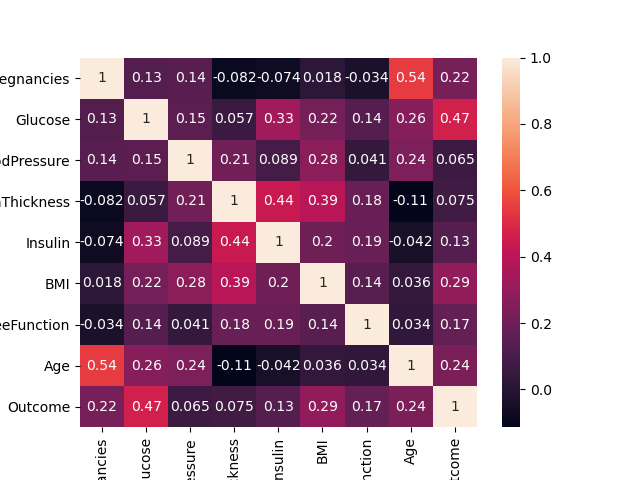 egnancies 1 0.13 0.14 -0.082 -0.074 0.018 -0.034 0.54 0.22
Glucose 0.13 1 0.15 0.057 0.33 0.22 0.14 0.26 0.47
dPressure 0.14 0.15 1 0.21 0.089 0.28 0.041 0.24 0.065
Thickness -0.082 0.057 0.21 1 0.44 0.39 0.18 -0.11 0.075
Insulin -0.074 0.33 0.089 0.44 1 0.2 0.19 -0.042 0.13
BMI 0.018 0.22 0.28 0.39 0.2 1 0.14 0.036 0.29
eFunction -0.034 0.14 0.041 0.18 0.19 0.14 1 0.034 0.17
Age 0.54 0.26 0.24 -0.11 -0.042 0.036 0.034 1 0.24
Outcome 0.22 0.47 0.065 0.075 0.13 0.29 0.17 0.24 1
ancies ucose ssure kness nsulin BMI nction Age tcome
1.0
0.8
0.6
0.4
0.2
0.0